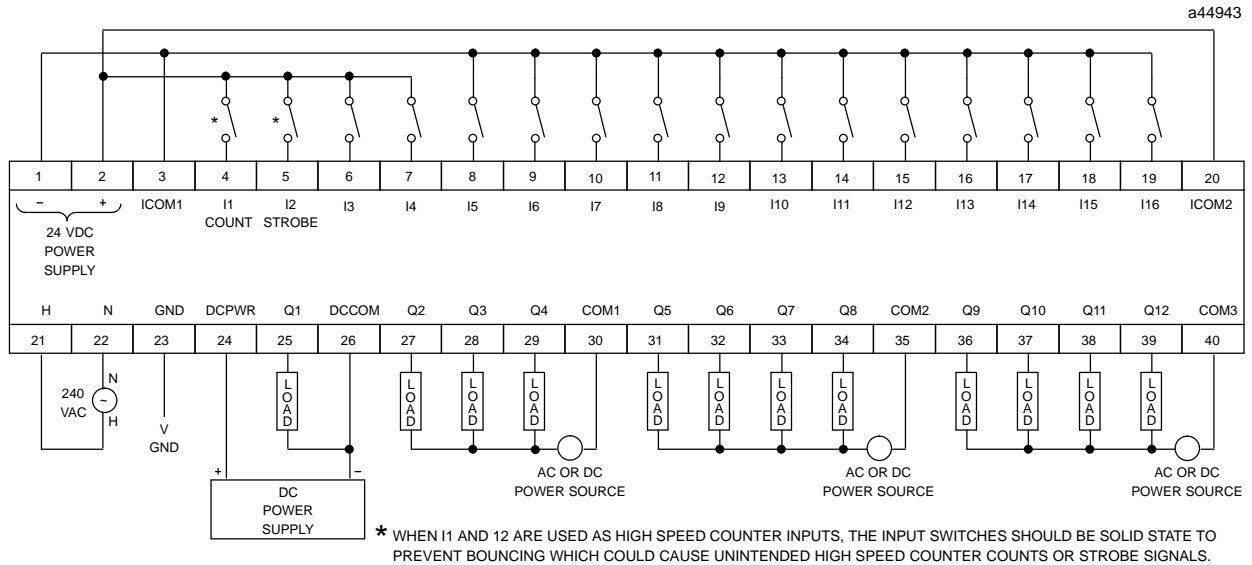 a44943
*
*
1 2 3 4 5 6 7 8 9 10 11 12 13 14 15 16 17 18 19 20
– + ICOM1 I1 I2 I3 I4 I5 I6 I7 I8 I9 I10 I11 I12 I13 I14 I15 I16 ICOM2
COUNT STROBE
24 VDC
POWER
SUPPLY
H N GND DCPWR Q1 DCCOM Q2 Q3 Q4 COM1 Q5 Q6 Q7 Q8 COM2 Q9 Q10 Q11 Q12 COM3
21 22 23 24 25 26 27 28 29 30 31 32 33 34 35 36 37 38 39 40
240
VAC
N
~
H
V
GND
LOAD
LOAD
LOAD
LOAD
LOAD
LOAD
LOAD
LOAD
LOAD
LOAD
LOAD
LOAD
+ –
DC
POWER
SUPPLY
AC OR DC
POWER SOURCE
AC OR DC
POWER SOURCE
AC OR DC
POWER SOURCE
* WHEN I1 AND 12 ARE USED AS HIGH SPEED COUNTER INPUTS, THE INPUT SWITCHES SHOULD BE SOLID STATE TO
PREVENT BOUNCING WHICH COULD CAUSE UNINTENDED HIGH SPEED COUNTER COUNTS OR STROBE SIGNALS.